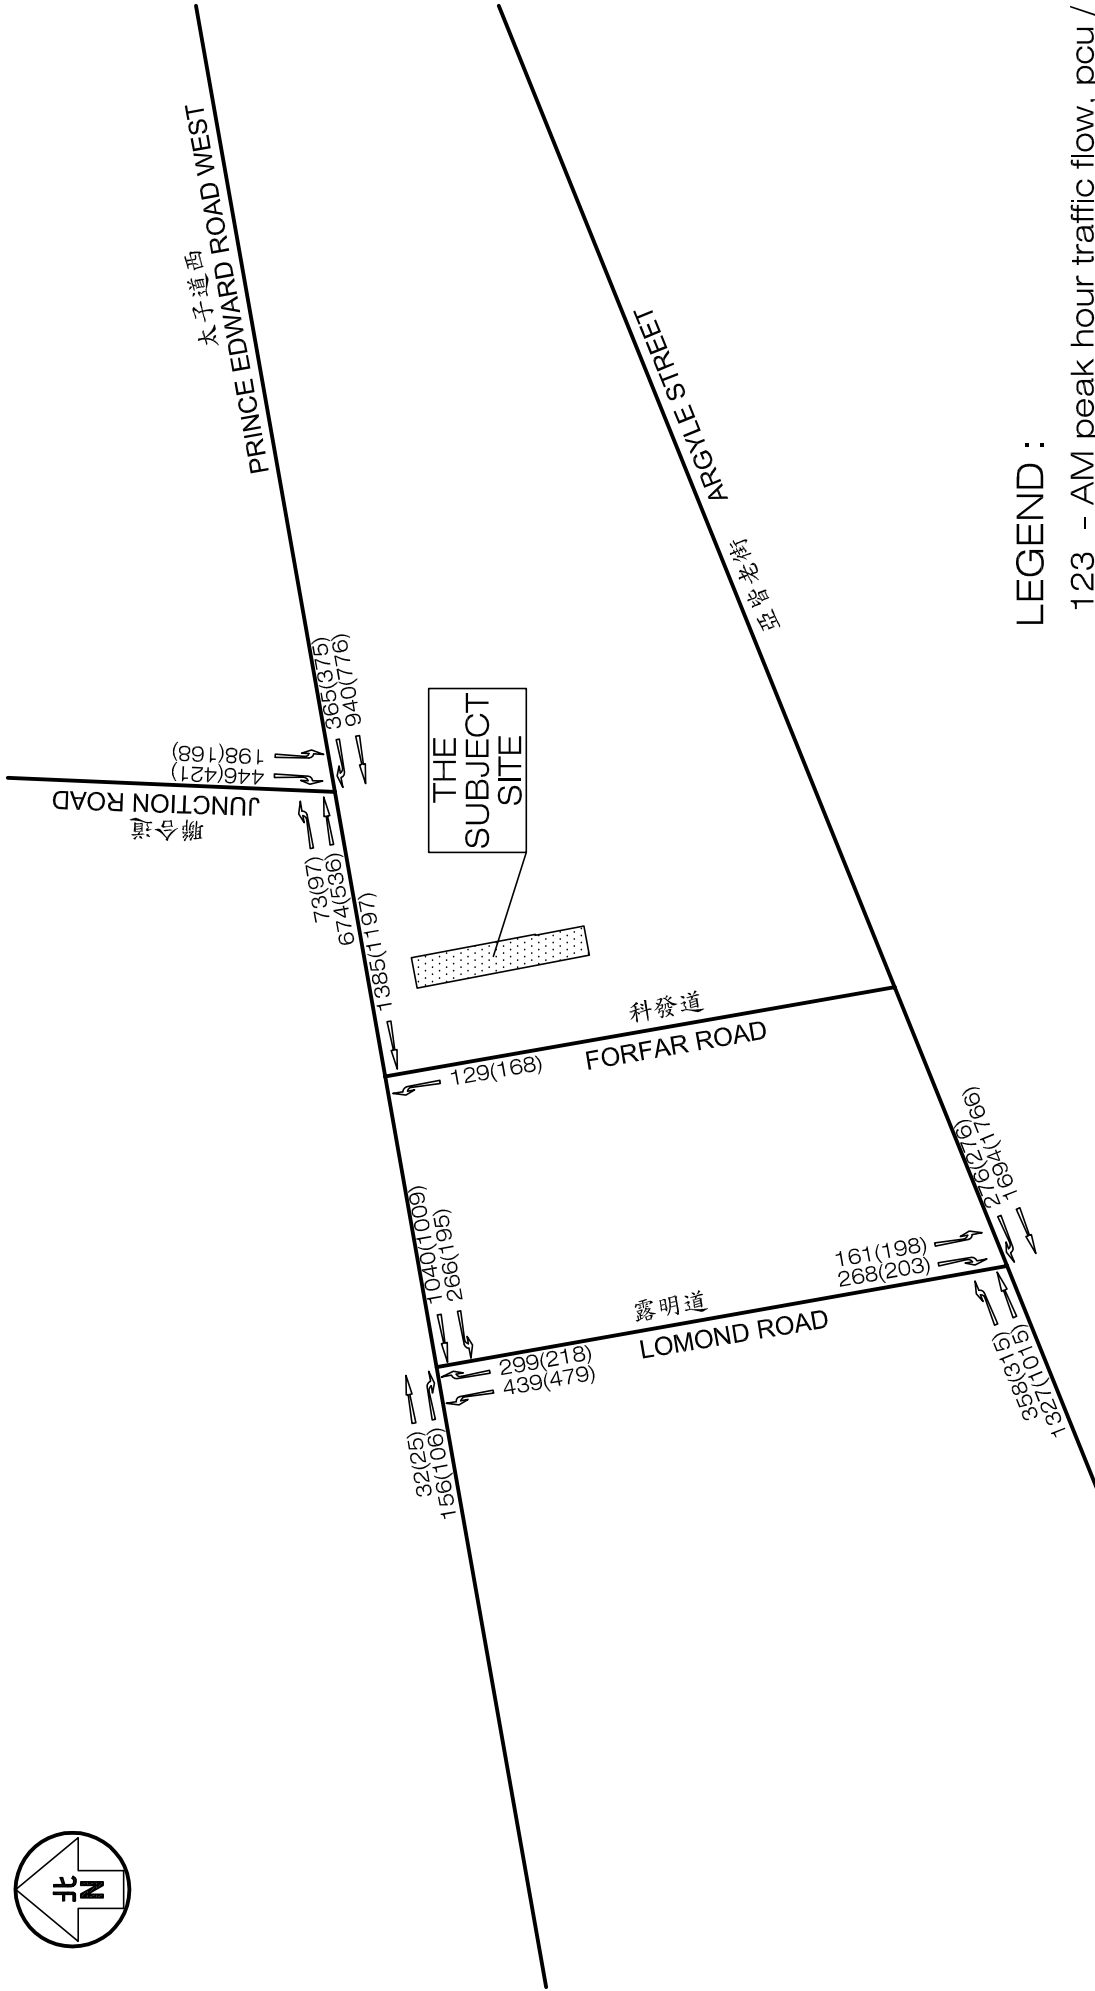 北
N
太子道西
PRINCE EDWARD ROAD WEST
聯合道
JUNCTION ROAD
446(421)
198(168)
73(97)
674(536)
365(375)
940(776)
1385(1197)
THE
SUBJECT
SITE
亞皆老街
ARGYLE STREET
科發道
FORFAR ROAD
129(168)
1040(1009)
266(195)
32(25)
156(106)
299(218)
439(479)
露明道
LOMOND ROAD
161(198)
268(203)
276(276)
1694(1766)
358(315)
1327(1015)
LEGEND :
123 - AM peak hour traffic flow, pcu /